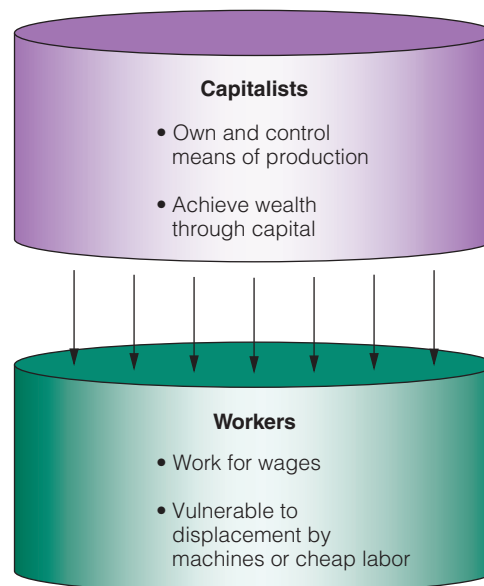 Capitalists
• Own and control
means of production
• Achieve wealth
through capital
Workers
• Work for wages
• Vulnerable to
displacement by
machines or cheap labor